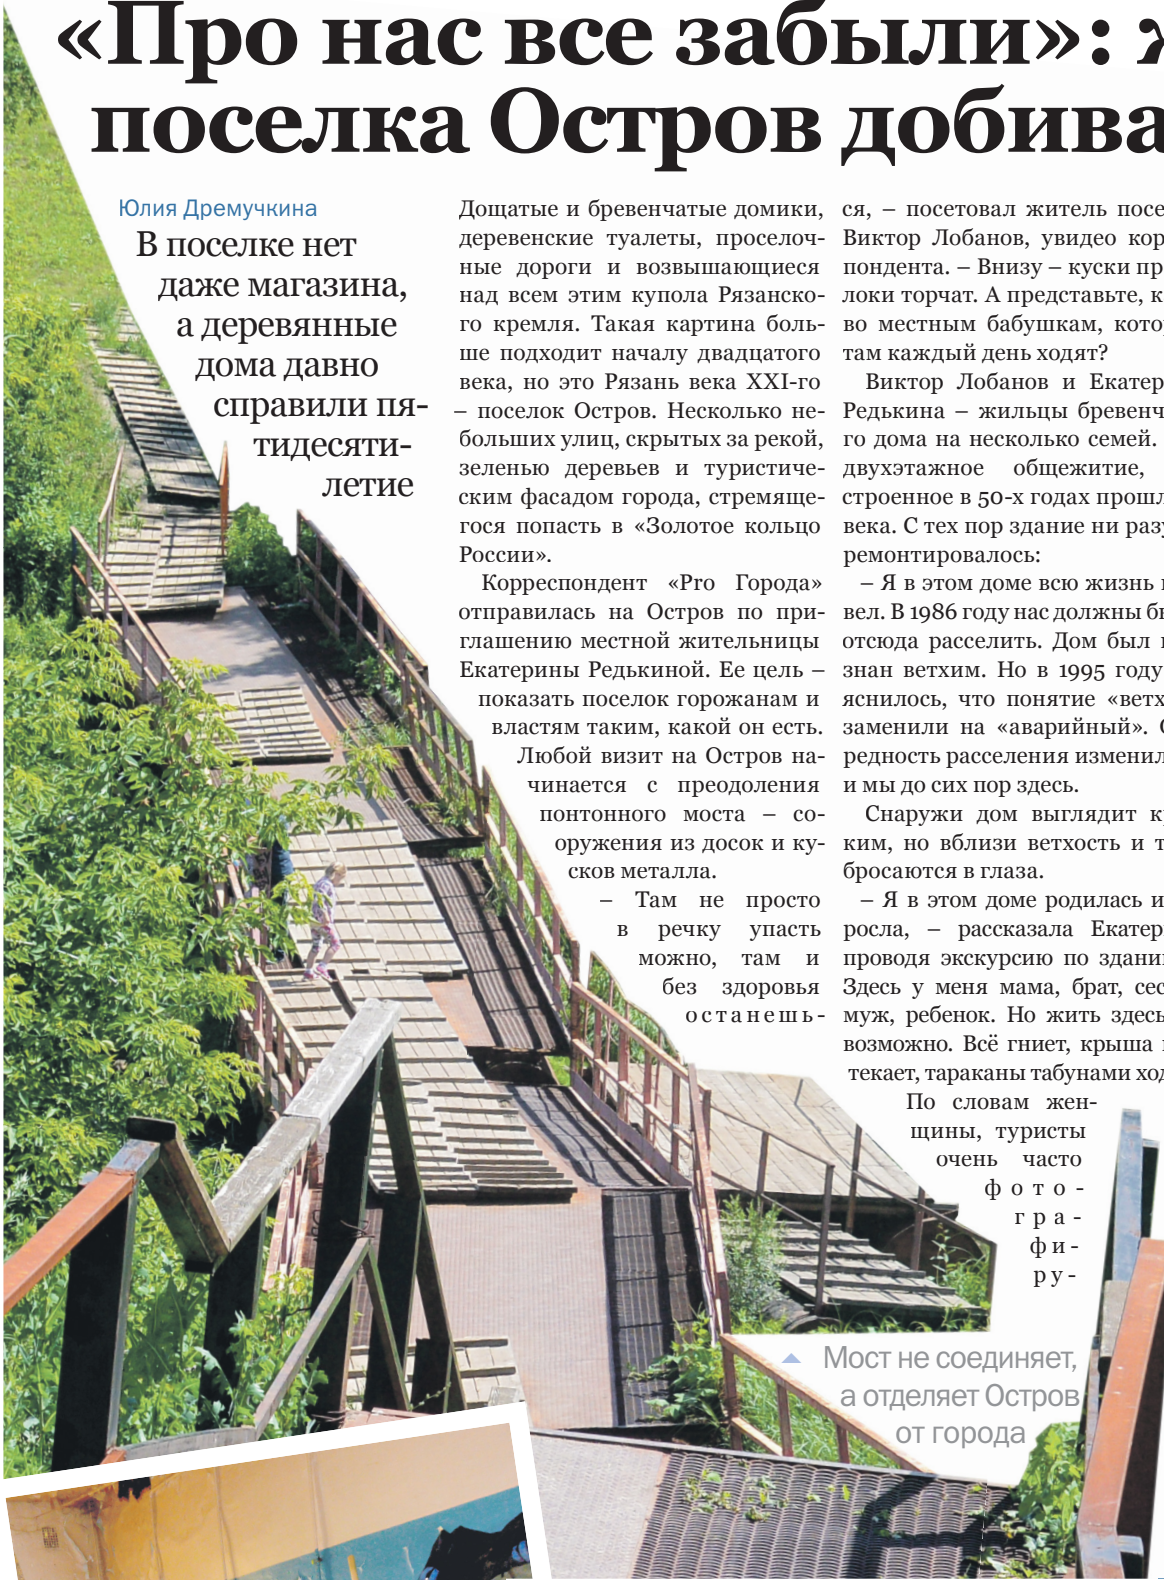 «Про нас все забыли»:
поселка Остров добива
Юлия Дремучкина
В поселке нет
даже магазина,
а деревянные
дома давно
справили пя-
тидесяти-
летие
Дощатые и бревенчатые домики,
деревенские туалеты, проселоч-
ные дороги и возвышающиеся
над всем этим купола Рязанско-
го кремля. Такая картина боль-
ше подходит началу двадцатого
века, но это Рязань века XXI-го
– поселок Остров. Несколько не-
больших улиц, скрытых за рекой,
зеленью деревьев и туристиче-
ским фасадом города, стремяще-
гося попасть в «Золотое кольцо
России».
Корреспондент «Pro Города»
отправилась на Остров по при-
глашению местной жительницы
Екатерины Редькиной. Ее цель –
показать поселок горожанам и
властям таким, какой он есть.
Любой визит на Остров на-
чинается с преодоления
понтонного моста – со-
оружения из досок и ку-
сков металла.
– Там не просто
в речку упасть
можно, там и
без здоровья
останешь-
ся, – посетовал житель посе
Виктор Лобанов, увидео кор
пондента. – Внизу – куски пр
локи торчат. А представьте, к
во местным бабушкам, котор
там каждый день ходят?
Виктор Лобанов и Екатер
Редькина – жильцы бревенч
го дома на несколько семей.
двухэтажное общежитие,
строенное в 50-х годах прошл
века. С тех пор здание ни разу
ремонтировалось:
– Я в этом доме всю жизнь
вел. В 1986 году нас должны бы
отсюда расселить. Дом был
знан ветхим. Но в 1995 году
яснилось, что понятие «ветх
заменили на «аварийный».
редность расселения изменил
и мы до сих пор здесь.
Снаружи дом выглядит кр
ким, но вблизи ветхость и т
бросаются в глаза.
– Я в этом доме родилась и
росла, – рассказала Екатер
проводя экскурсию по здани
Здесь у меня мама, брат, сес
муж, ребенок. Но жить здесь
возможно. Всё гниет, крыша
текает, тараканы табунами ход
По словам жен-
щины, туристы
очень часто
фото-
гра-
фи-
ру-
Мост не соединяет,
а отделяет Остров
от города